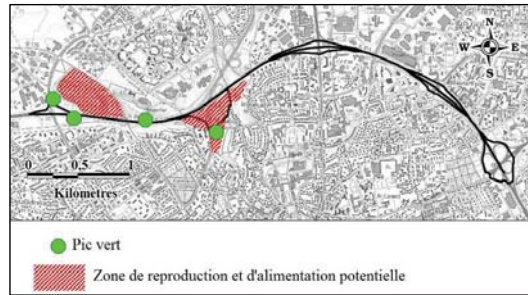 N
W E
S
0 0.5 1
Kilometres
Pic vert
Zone de reproduction et d'alimentation potentielle